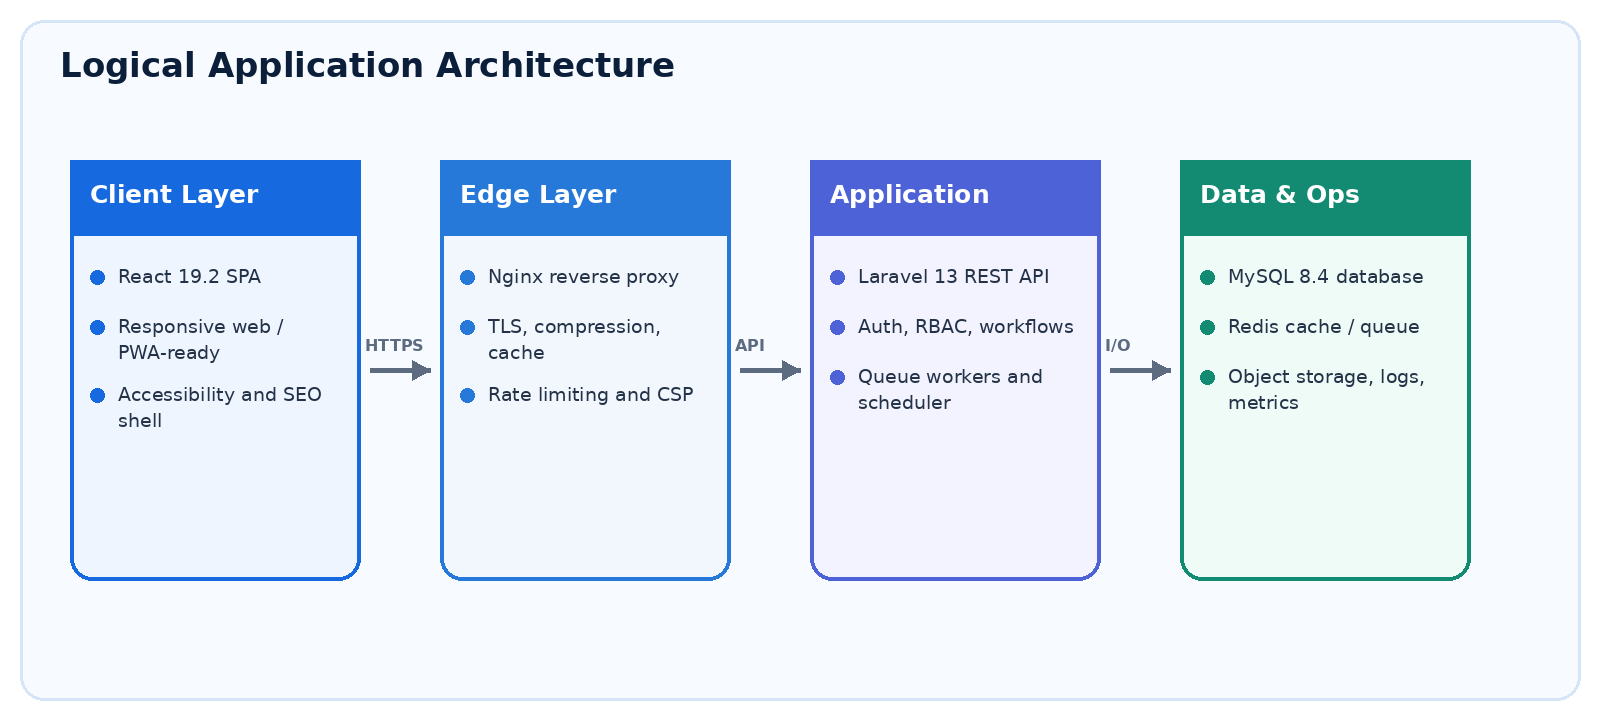 Logical Application Architecture
Client Layer
React 19.2 SPA
Responsive web /
PWA-ready
Accessibility and SEO
shell
HTTPS
Edge Layer
Nginx reverse proxy
TLS, compression,
cache
Rate limiting and CSP
API
Application
Laravel 13 REST API
Auth, RBAC, workflows
Queue workers and
scheduler
I/O
Data & Ops
MySQL 8.4 database
Redis cache / queue
Object storage, logs,
metrics